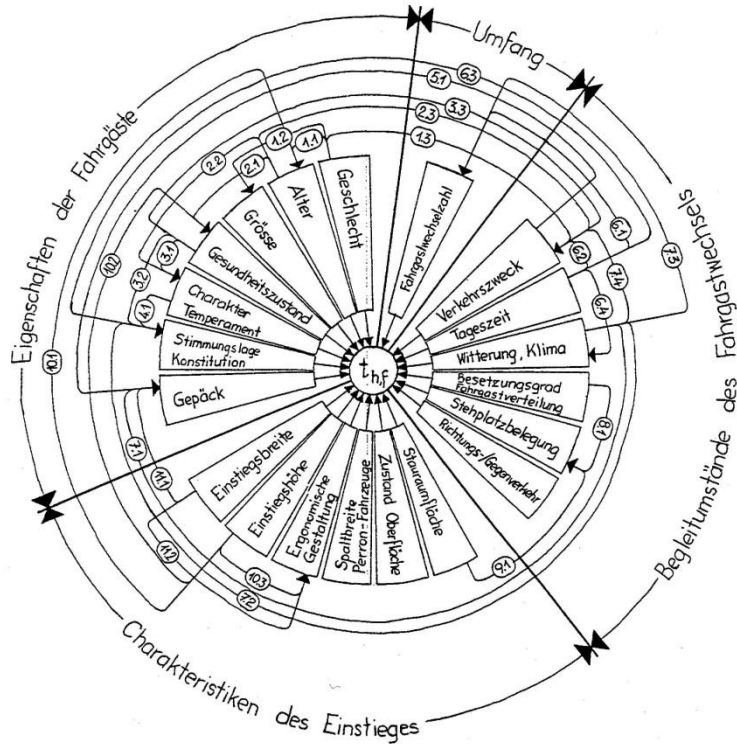 Umfang
Eigenschaften der Fahrgäste
Begleitumstände des Fahrgastwechsels
Charakteristiken des Einstieges
Geschlecht
Alter
Grösse
Gesundheitszustand
Charakter
Temperament
Stimmungslage
Konstitution
Gepäck
Fahrgastwechselzahl
Verkehrszweck
Tageszeit
Witterung, Klima
Besetzungsgrad
Fahrgastverteilung
Stehplatzbelegung
Richtungs-/Gegenverkehr
Stauraumfläche
Zustand Oberfläche
Spaltbreite
Perron-Fahrzeuge
Ergonomische
Gestaltung
Einstiegshöhe
Einstiegsbreite
t h,f
6.3
5.1
3.3
2.3
1.3
1.2
1.1
2.2
2.1
3.1
3.2
4.1
10.2
10.1
6.1
6.2
7.3
7.4
6.4
8.1
9.1
7.1
11.1
11.2
10.3
7.2